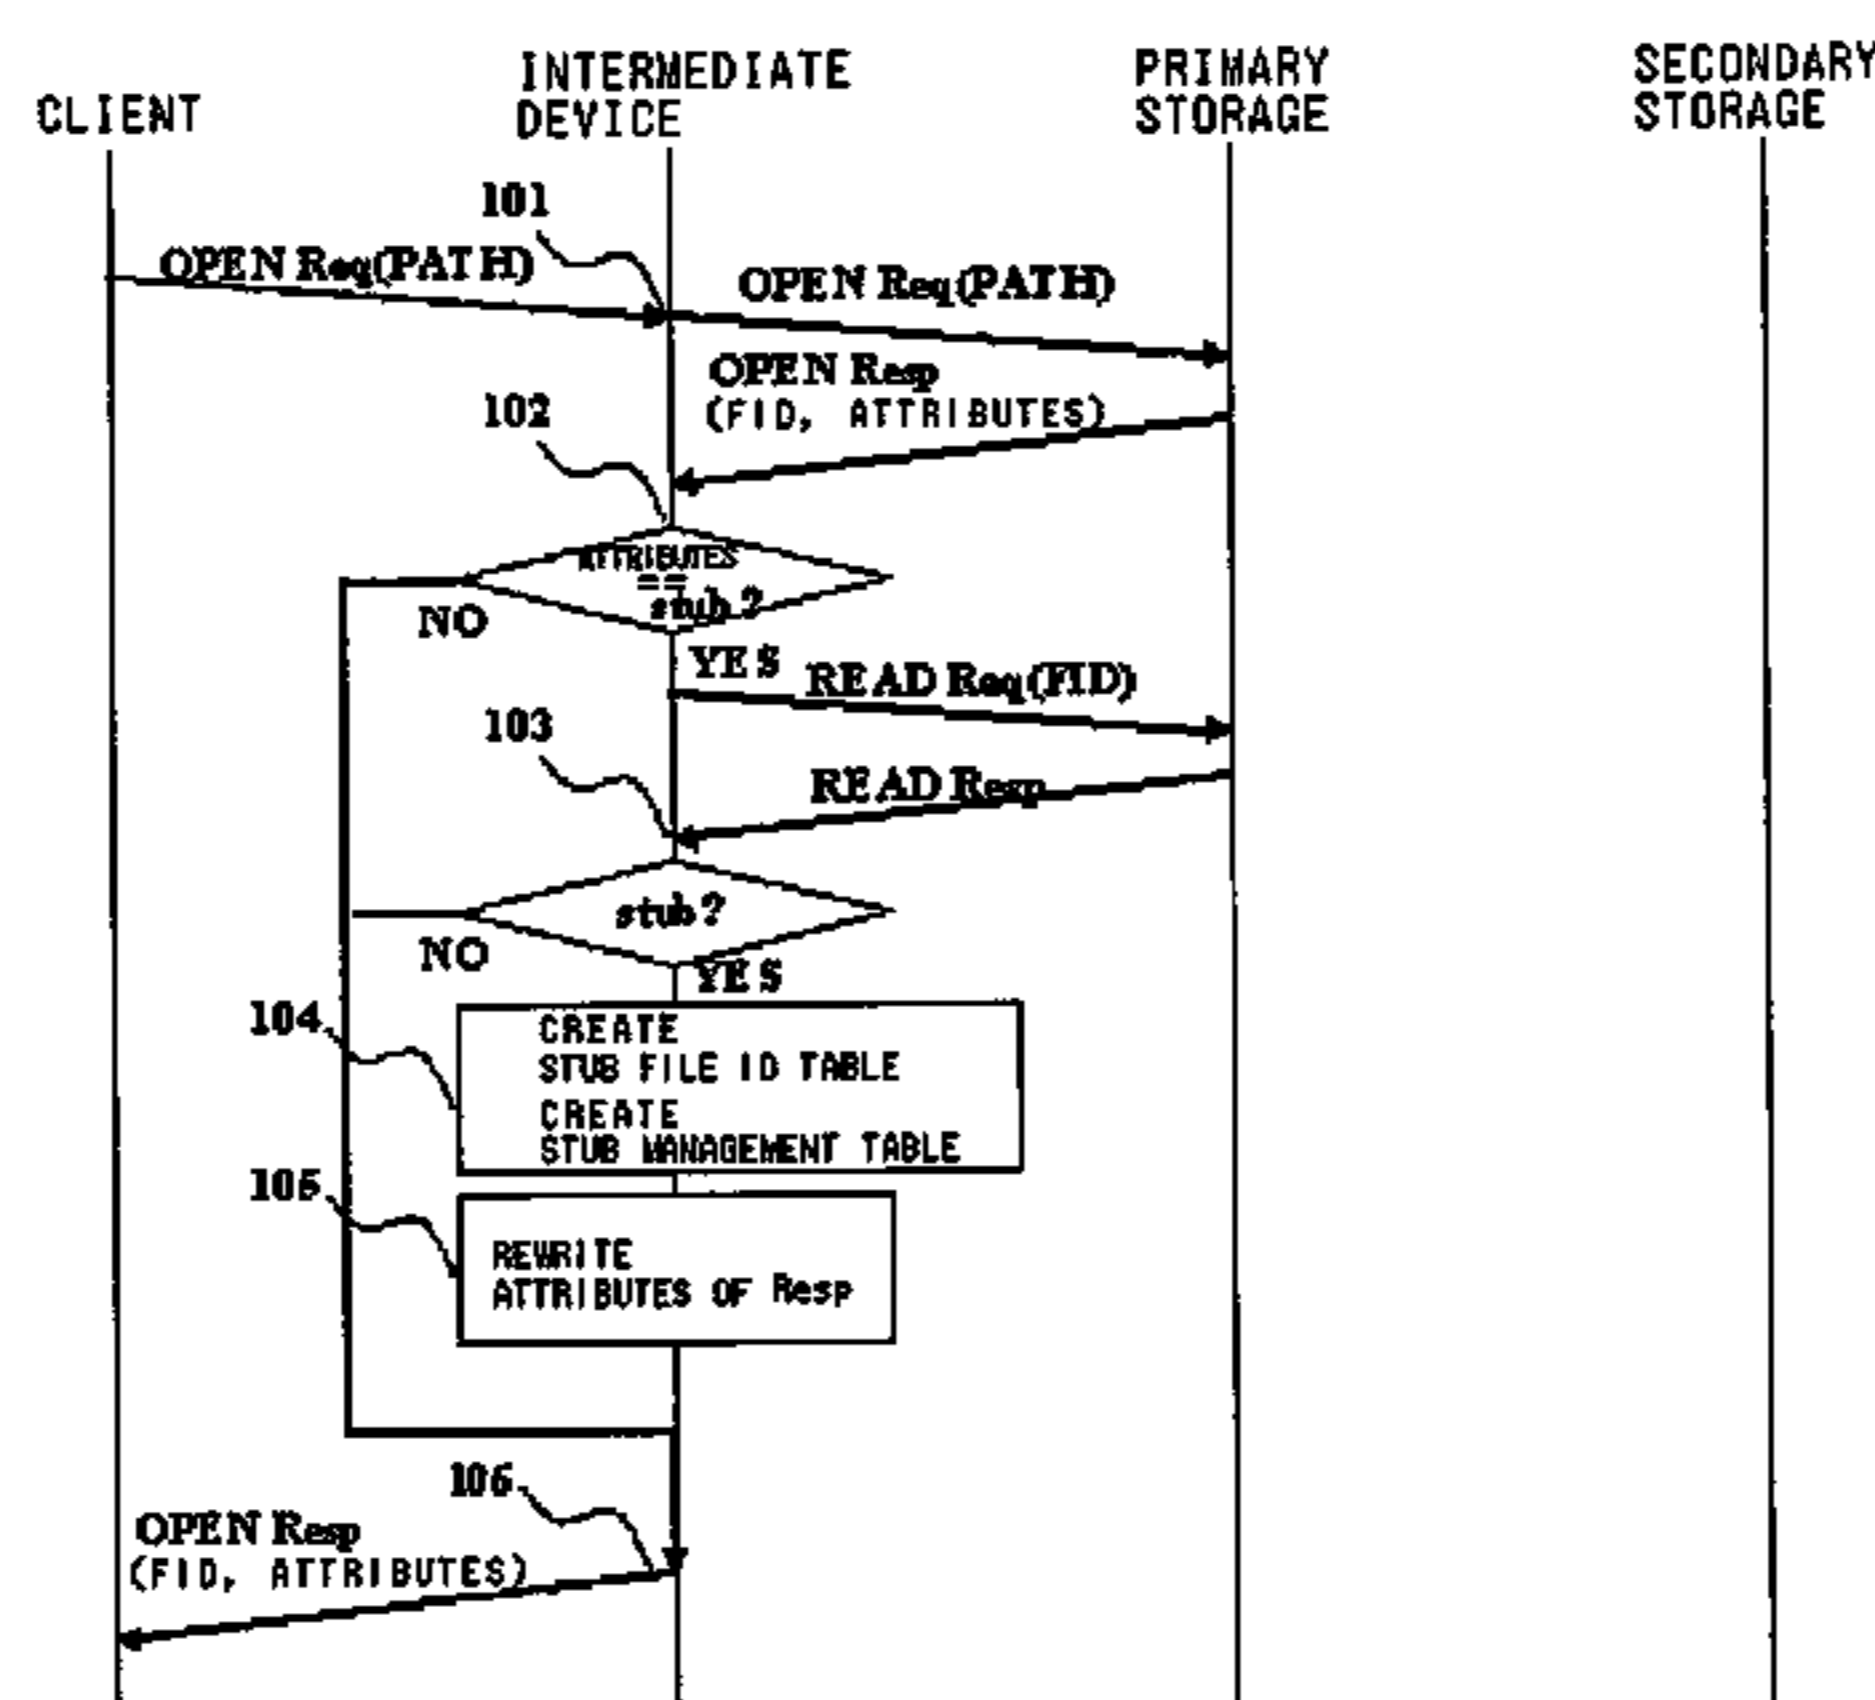 CLIENT
INTERMEDIATE
DEVICE
PRIMARY
STORAGE
SECONDARY
STORAGE
101
OPEN Req(PATH)
OPEN Req(PATH)
OPEN Resp
(FID, ATTRIBUTES)
102
ATTRIBUTES
==
stub?
NO
YES
READ Req(FID)
103
READ Resp
stub?
NO
YES
104
CREATE
STUB FILE ID TABLE
CREATE
STUB MANAGEMENT TABLE
105
REWRITE
ATTRIBUTES OF Resp
106
OPEN Resp
(FID, ATTRIBUTES)